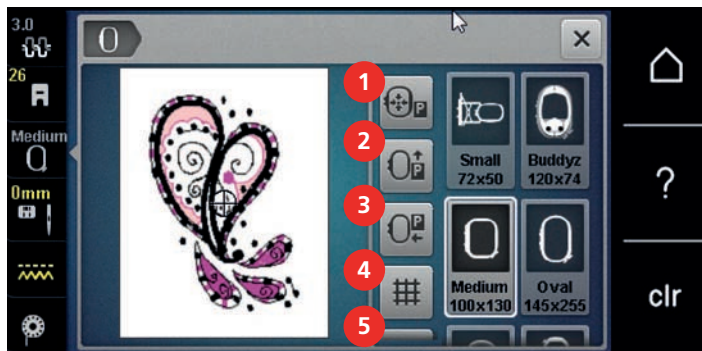 3.0
26
Medium
0mm
1
P
2
P
3
P
4
5
Small
72x50
Buddyz
120x74
Medium
100x130
Oval
145x255
?
clr